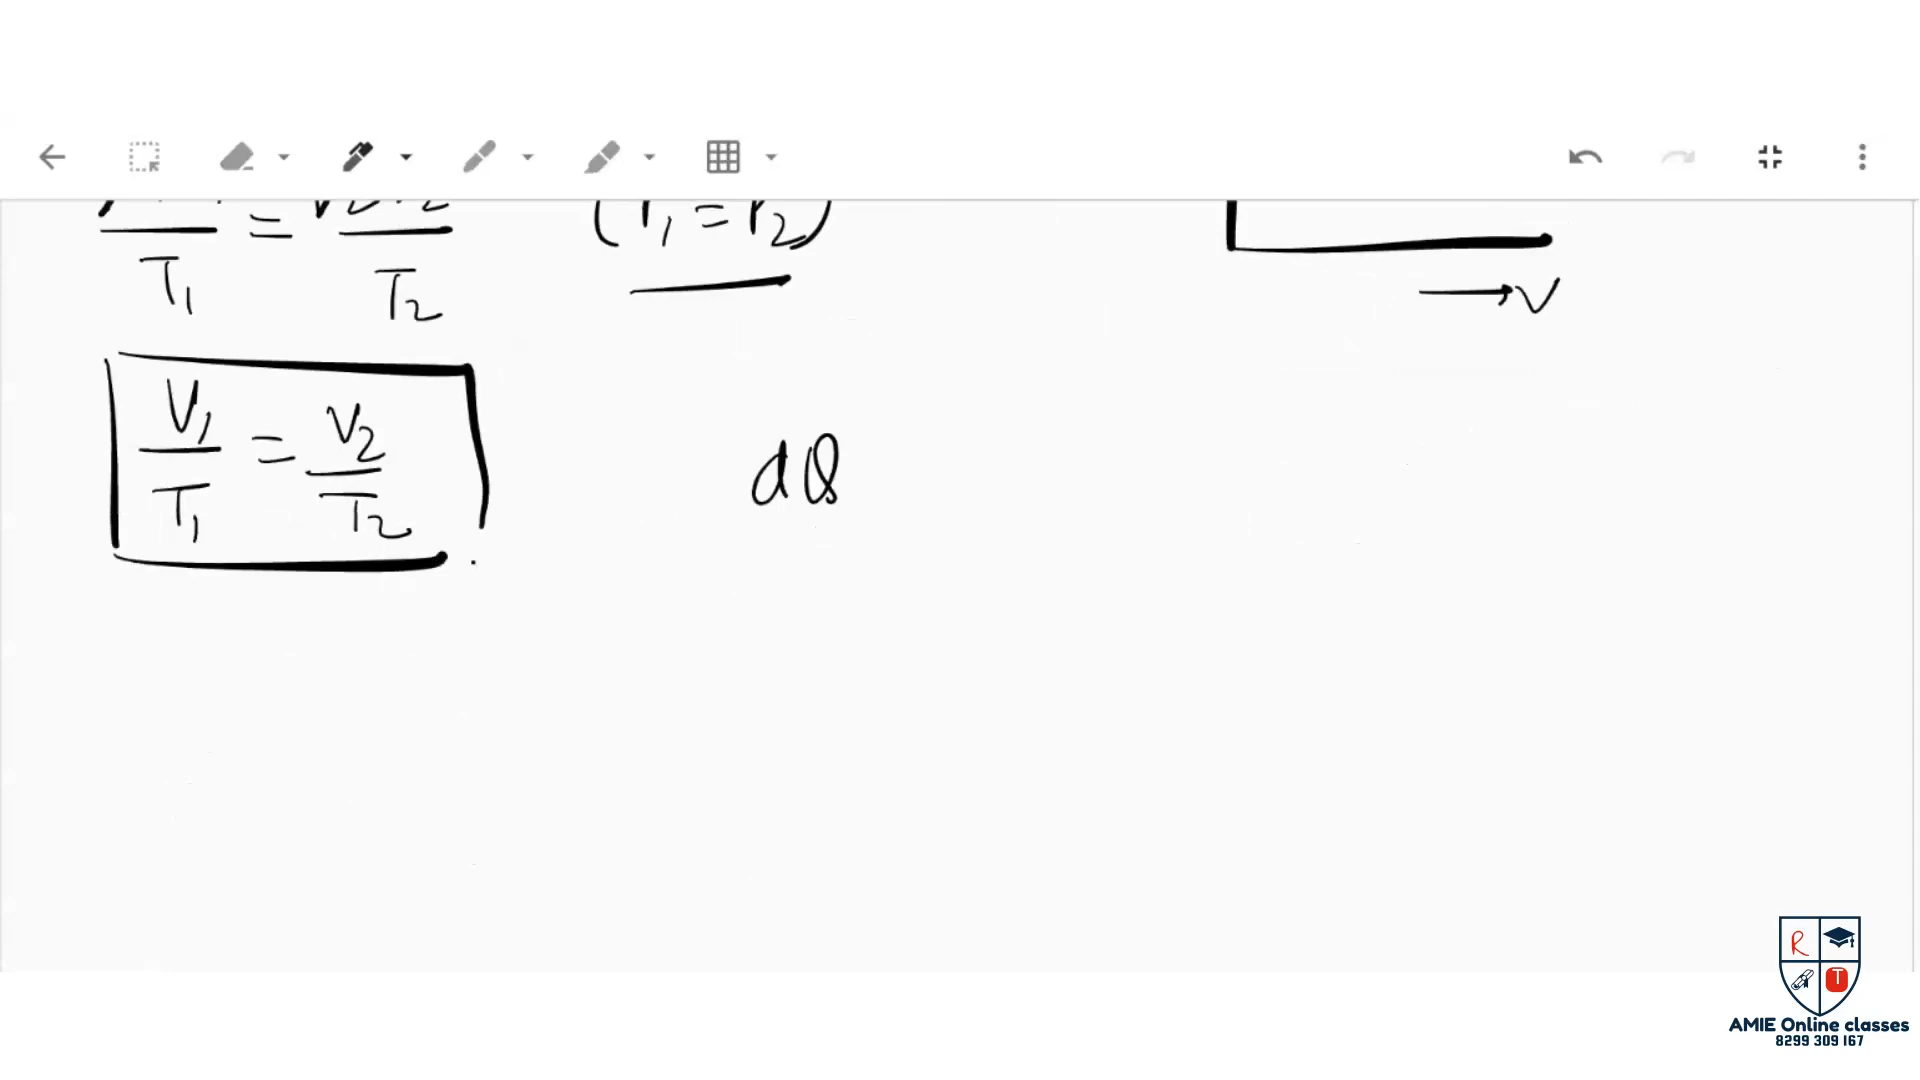 T₁ = T₂ (P₁ = P₂)
→ V
V₁/T₁ = V₂/T₂
dQ
R
T
AMIE Online classes
8299 309 167